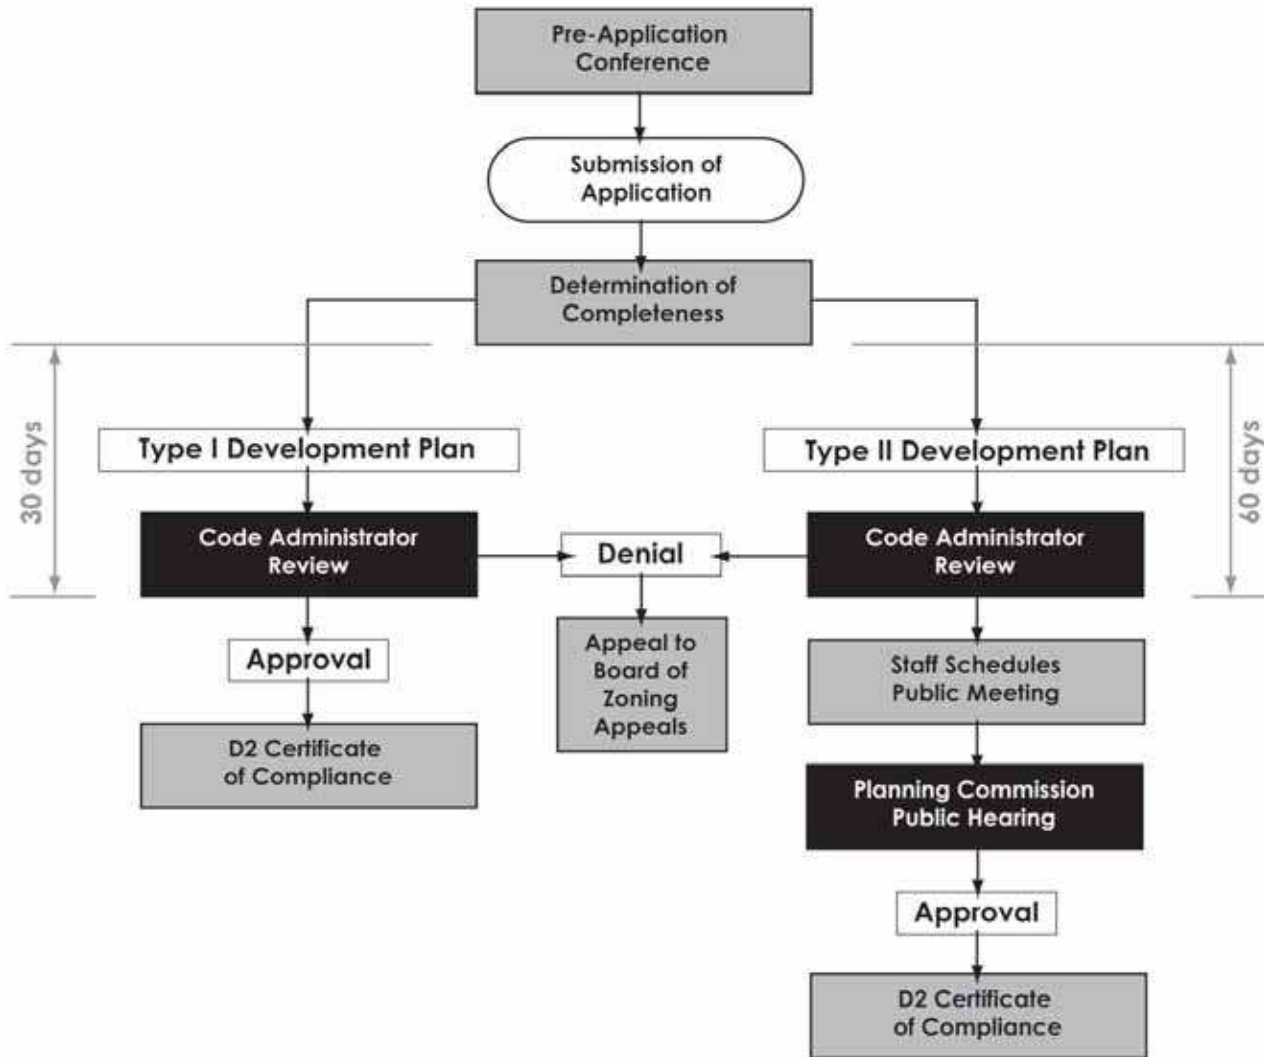 Pre-Application
Conference
Submission of
Application
Determination of
Completeness
30 days
Type I Development Plan
Code Administrator
Review
Approval
D2 Certificate
of Compliance
Denial
Appeal to
Board of
Zoning
Appeals
Type II Development Plan
60 days
Code Administrator
Review
Staff Schedules
Public Meeting
Planning Commission
Public Hearing
Approval
D2 Certificate
of Compliance